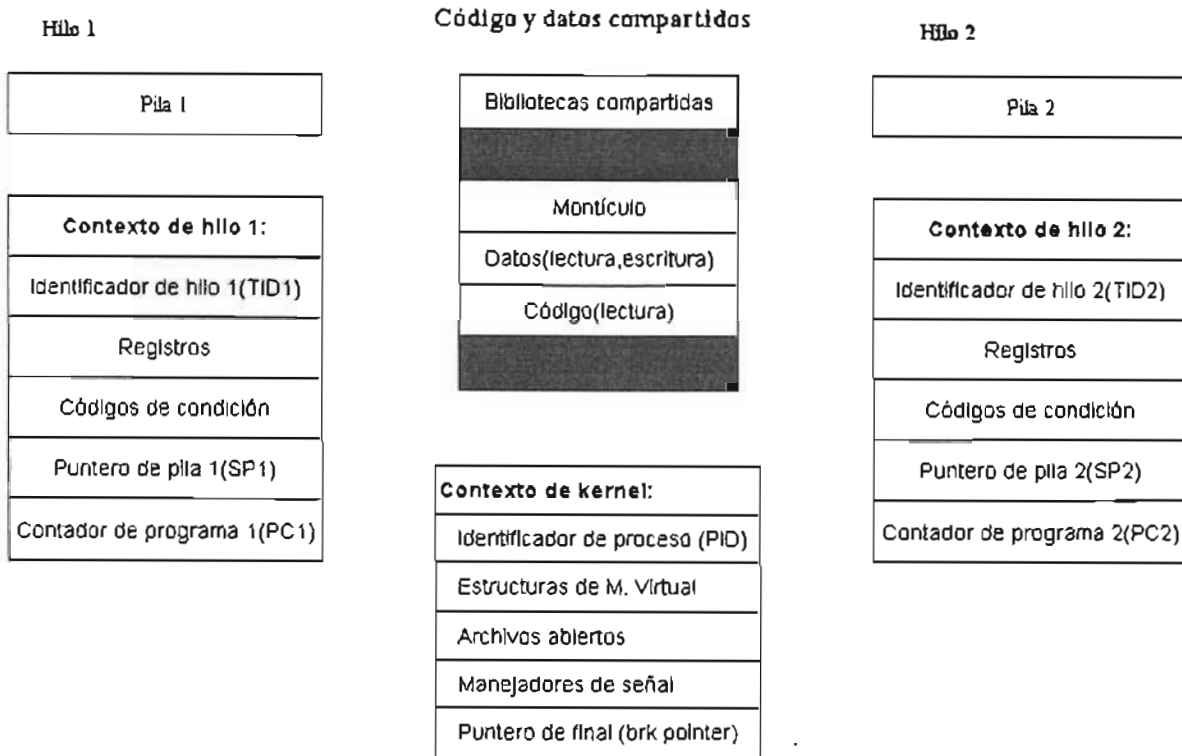 Hilo 1
Código y datos compartidos
Hilo 2
Pila 1
Bibliotecas compartidas
Pila 2
Montículo
Datos(lectura,escritura)
Código(lectura)
Contexto de hilo 1:
Identificador de hilo 1(TID1)
Registros
Códigos de condición
Puntero de pila 1(SP1)
Contador de programa 1(PC1)
Contexto de hilo 2:
Identificador de hilo 2(TID2)
Registros
Códigos de condición
Puntero de pila 2(SP2)
Contador de programa 2(PC2)
Contexto de kernel:
Identificador de proceso (PID)
Estructuras de M. Virtual
Archivos abiertos
Manejadores de señal
Puntero de final (brk pointer)